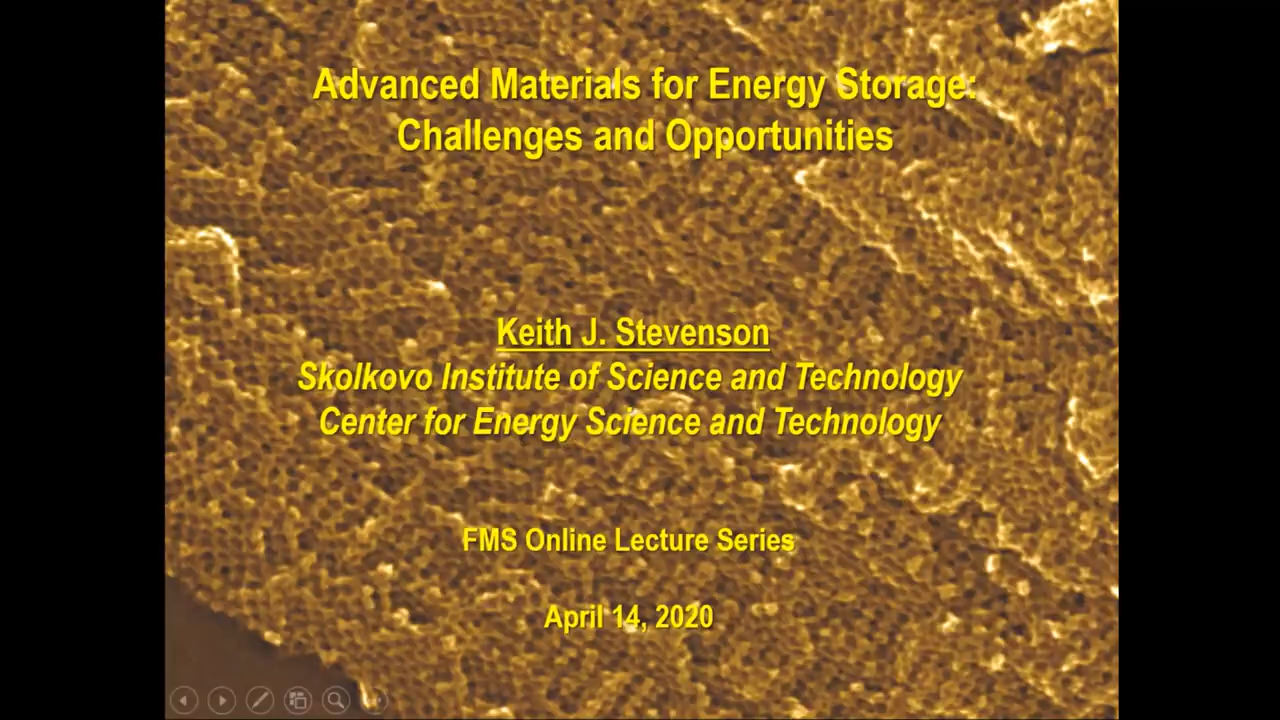 Advanced Materials for Energy Storage:
Challenges and Opportunities
Keith J. Stevenson
Skolkovo Institute of Science and Technology
Center for Energy Science and Technology
FMS Online Lecture Series
April 14, 2020